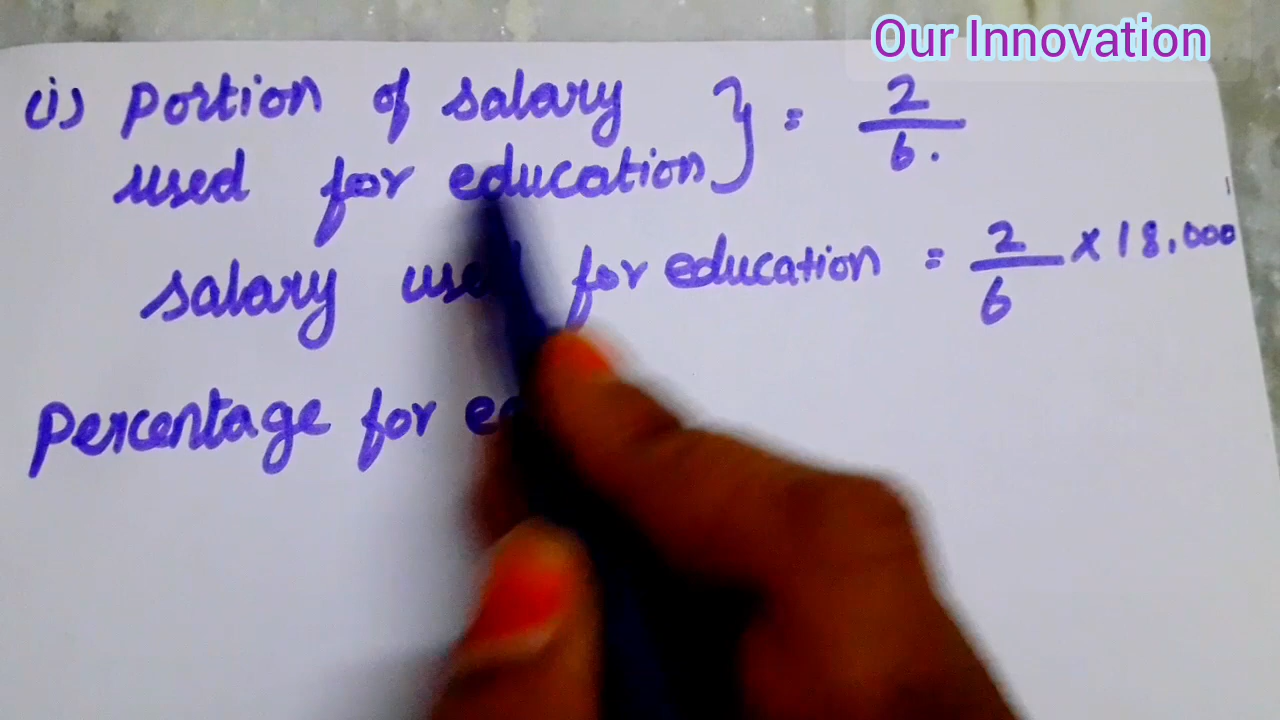 Our Innovation
(i) Portion of salary } = 2/6.
used for education
salary for education = 2/6 × 18,000
Percentage for